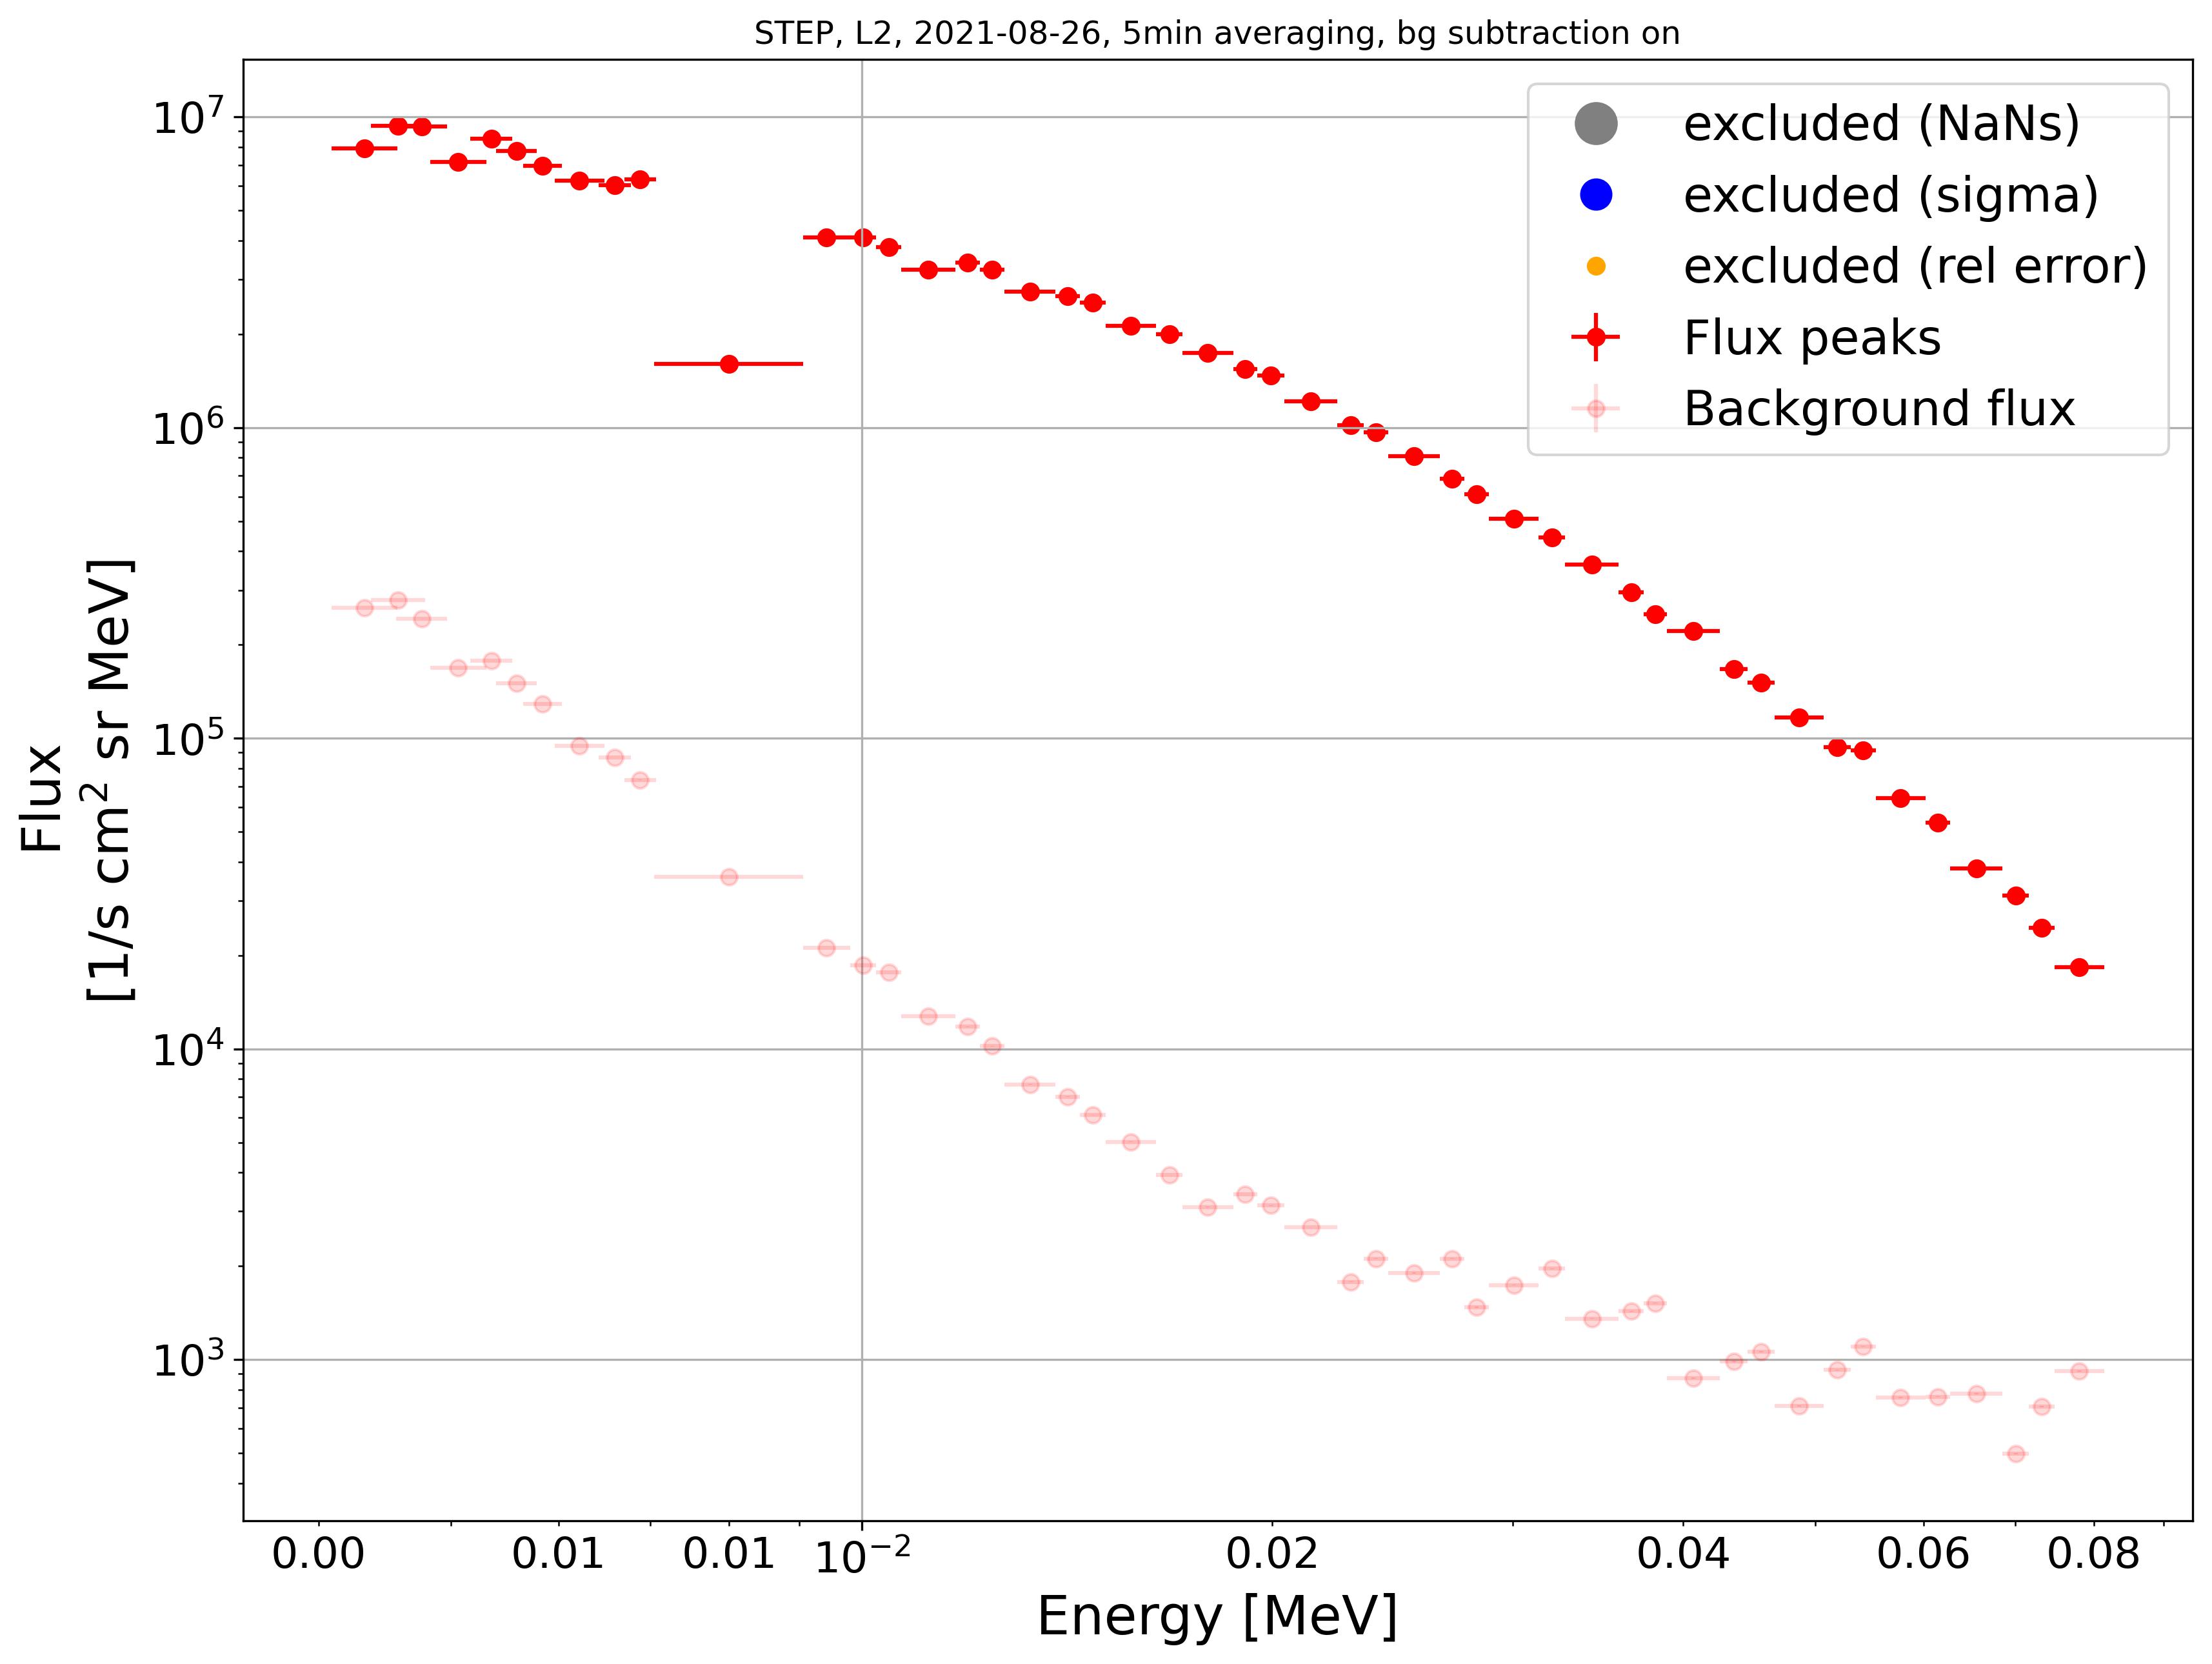 STEP, L2, 2021-08-26, 5min averaging, bg subtraction on
10⁷
10⁶
10⁵
10⁴
10³
Flux
[1/s cm² sr MeV]
excluded (NaNs)
excluded (sigma)
excluded (rel error)
Flux peaks
Background flux
0.00 0.01 0.01 10⁻² 0.02 0.04 0.06 0.08
Energy [MeV]